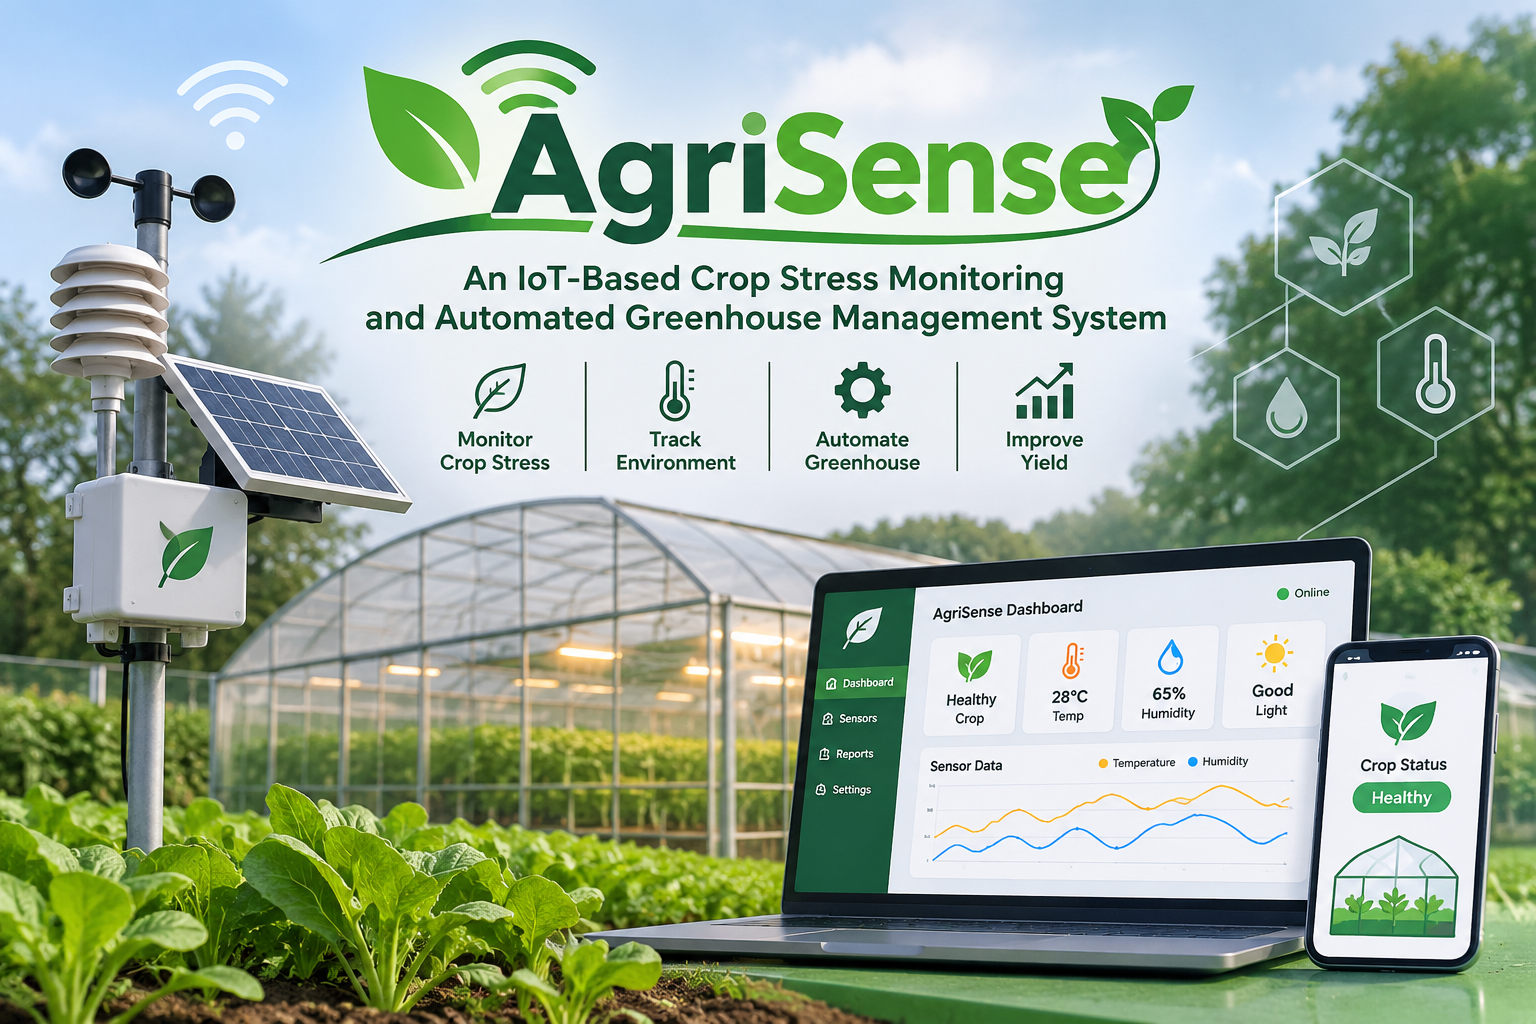 AgriSense
An IoT-Based Crop Stress Monitoring
and Automated Greenhouse Management System
Monitor
Crop Stress
Track
Environment
Automate
Greenhouse
Improve
Yield
AgriSense Dashboard
Online
Dashboard
Sensors
Reports
Settings
Healthy
Crop
28°C
Temp
65%
Humidity
Good
Light
Sensor Data
Temperature
Humidity
Crop Status
Healthy